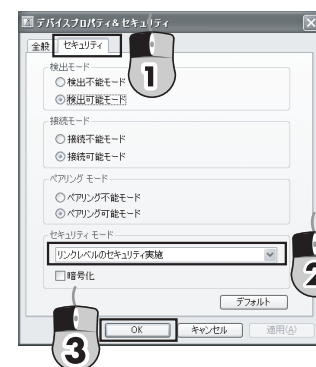 デバイスプロパティ&セキュリティ
全般 セキュリティ
1
検出モード
検出不能モード
検出可能モード
接続モード
接続不能モード
接続可能モード
ペアリング モード
ペアリング不能モード
ペアリング可能モード
セキュリティ モード
リンクレベルのセキュリティ実施
2
暗号化
デフォルト
OK キャンセル 適用(A)
3